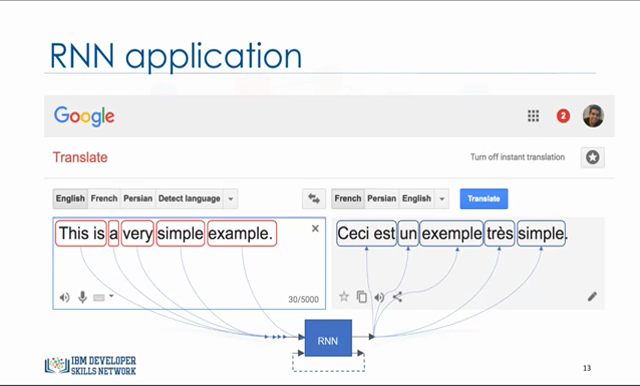 RNN application
Google
2
Translate
Turn off instant translation
English French Persian Detect language
French Persian English
Translate
This is a very simple example.
Ceci est un exemple très simple.
30/5000
RNN
IBM DEVELOPER
SKILLS NETWORK
13